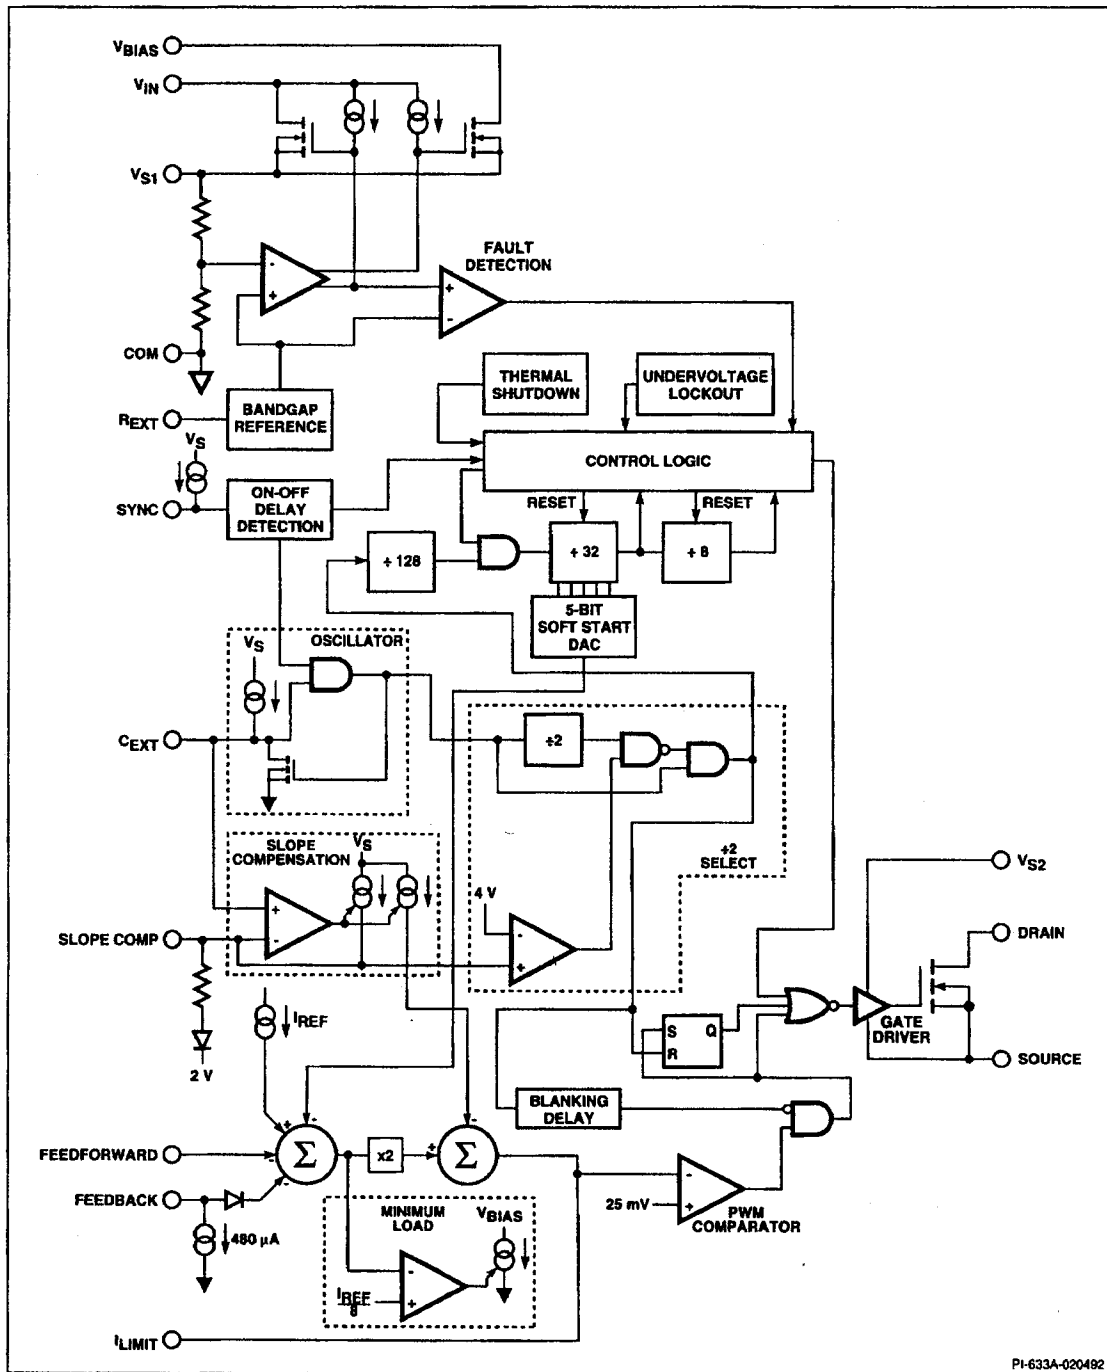 VBIAS
VIN
VS1
FAULT
DETECTION
-
+
+
-
COM
THERMAL
SHUTDOWN
UNDERVOLTAGE
LOCKOUT
REXT
BANDGAP
REFERENCE
VS
CONTROL LOGIC
SYNC
ON-OFF
DELAY
DETECTION
RESET
RESET
÷ 128
÷ 32
÷ 8
5-BIT
SOFT START
DAC
OSCILLATOR
VS
CEXT
÷2
SLOPE
COMPENSATION
VS
÷2
SELECT
VS2
4 V
+
-
-
+
SLOPE COMP
DRAIN
IREF
S Q
R
GATE
DRIVER
SOURCE
2 V
BLANKING
DELAY
+
-
-
FEEDFORWARD
-
Σ
x2
+
Σ
-
FEEDBACK
-
25 mV
+
PWM
COMPARATOR
MINIMUM
LOAD
VBIAS
480 µA
-
IREF
8
+
ILIMIT
PI-633A-020492